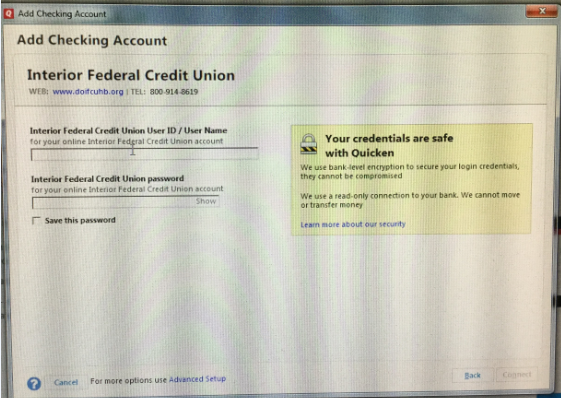 Q Add Checking Account
Add Checking Account
Interior Federal Credit Union
WEB: www.doifcuhb.org | TEL: 800-914-8619
Interior Federal Credit Union User ID / User Name
for your online Interior Federal Credit Union account
Interior Federal Credit Union password
for your online Interior Federal Credit Union account
Show
Save this password
Your credentials are safe
with Quicken
We use bank-level encryption to secure your login credentials,
they cannot be compromised
We use a read-only connection to your bank. We cannot move
or transfer money
Learn more about our security
? Cancel For more options use Advanced Setup
Back Connect